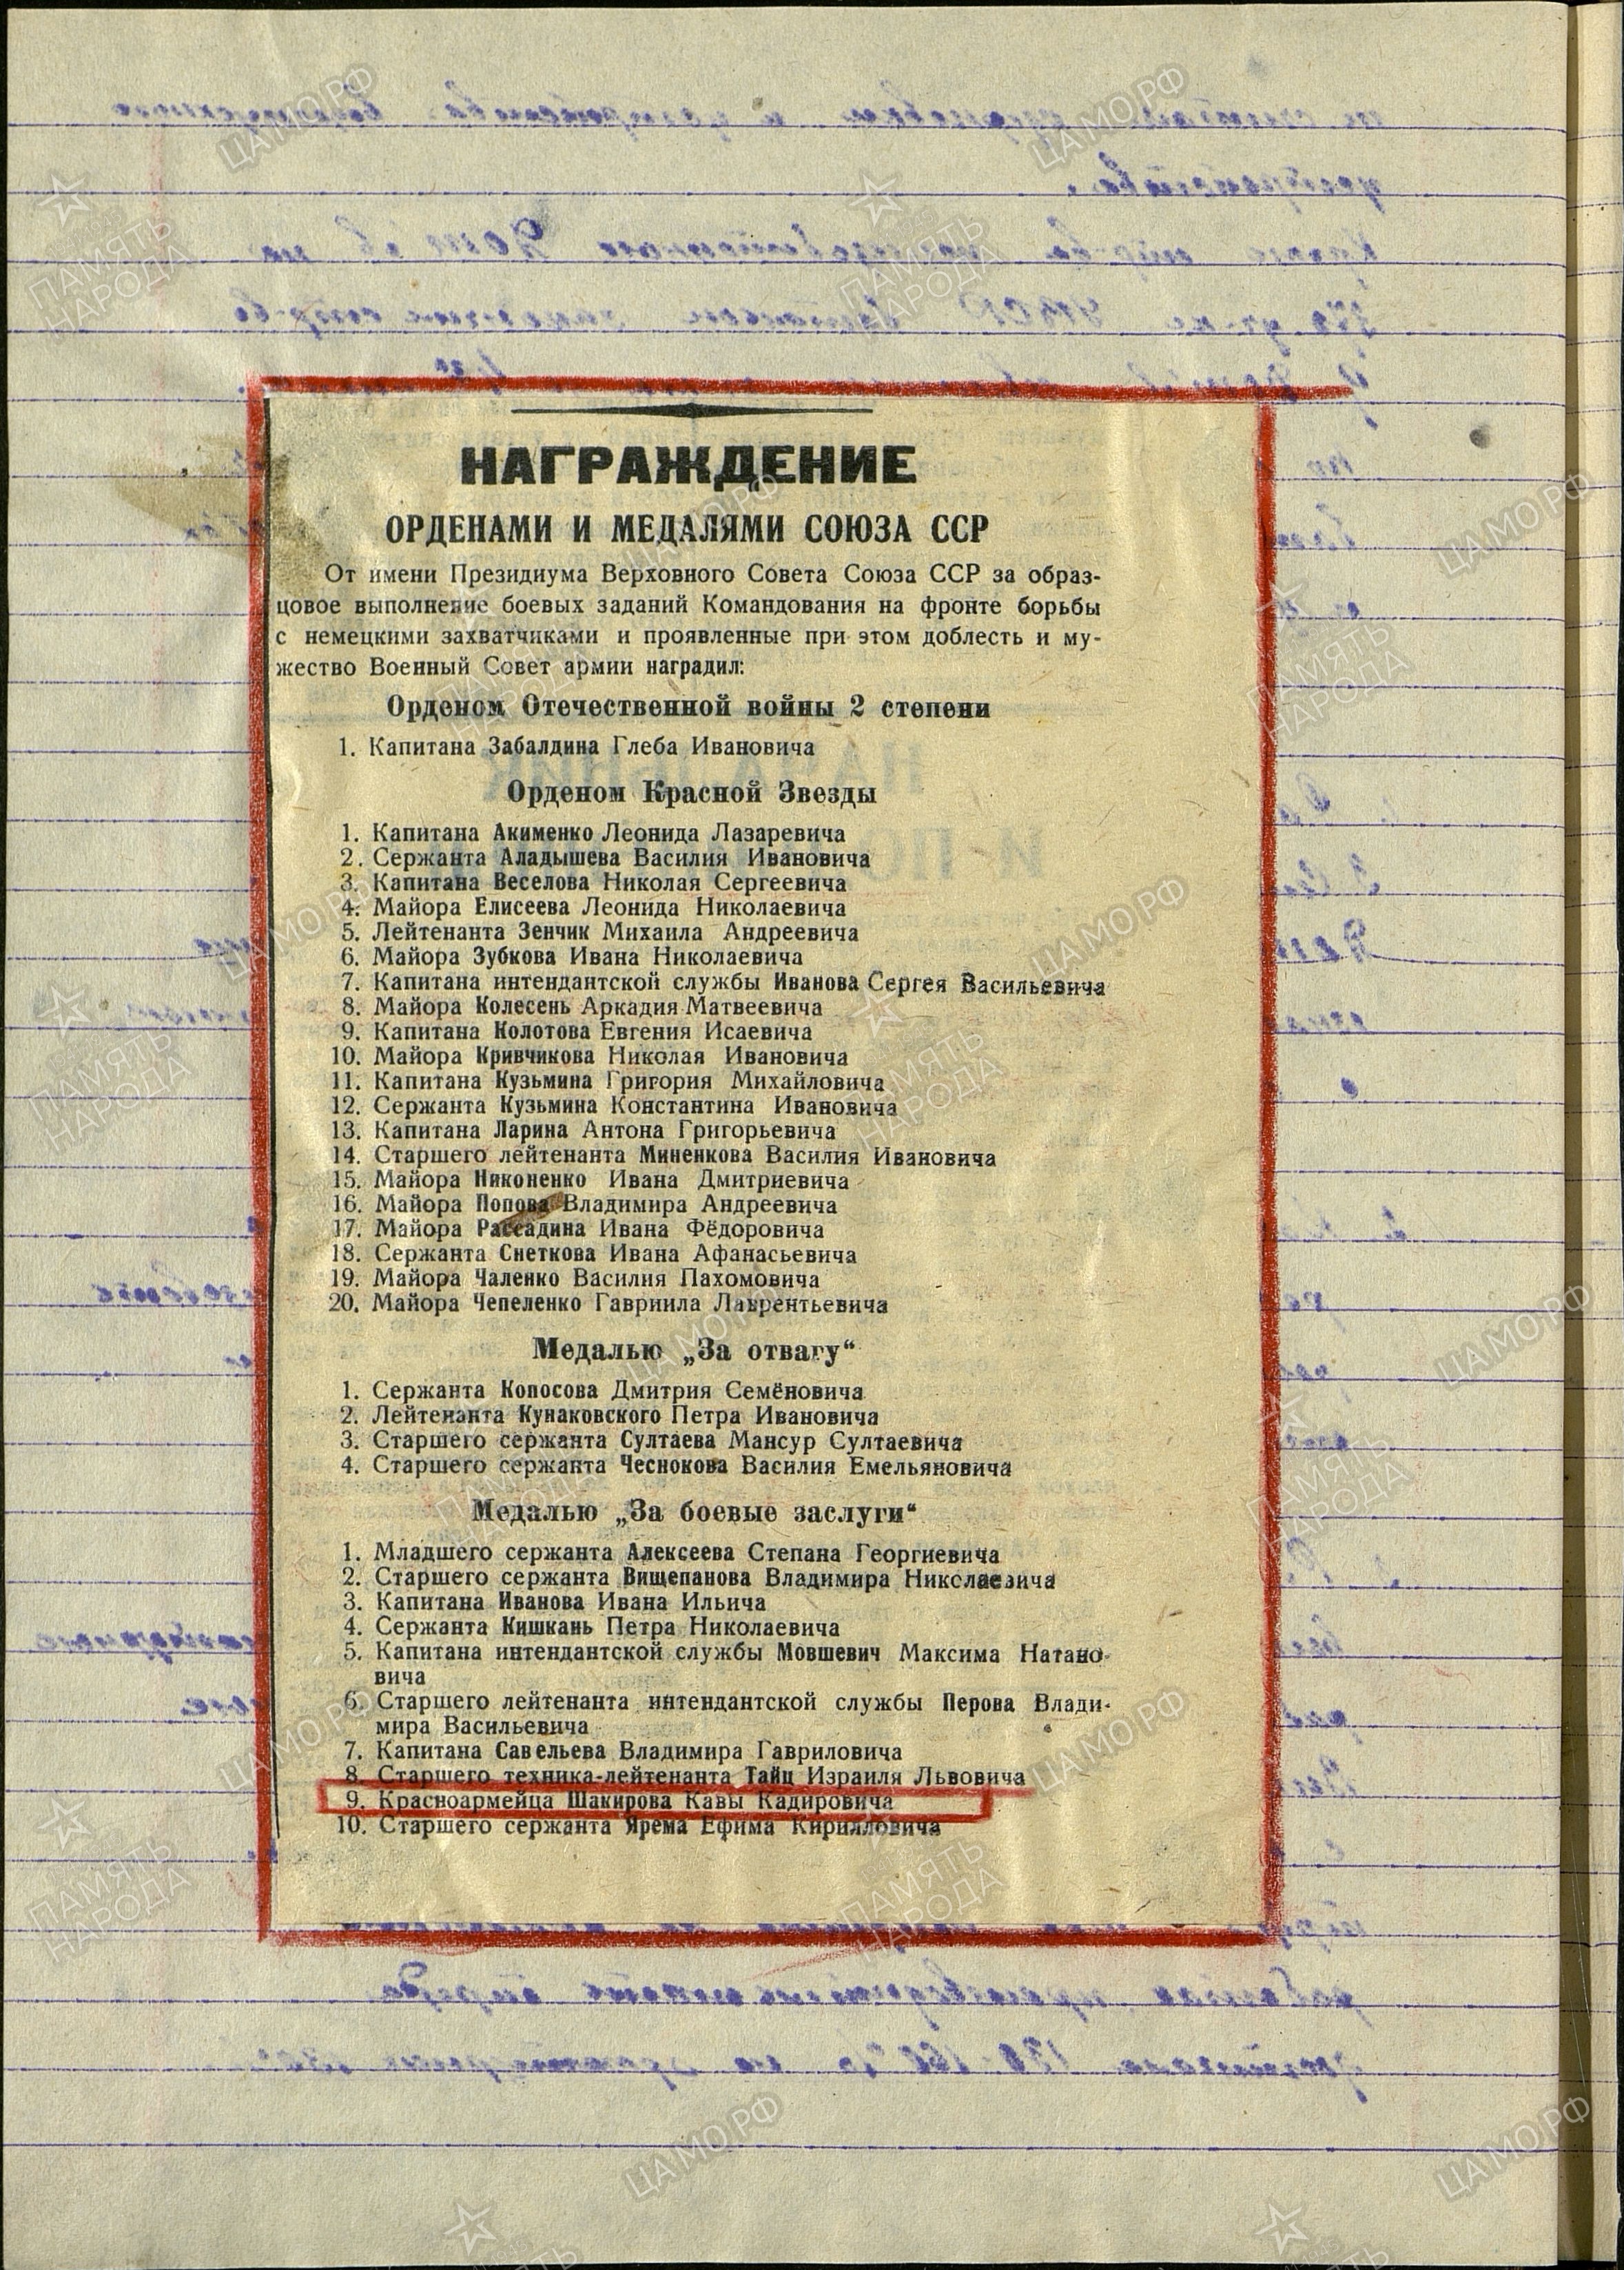 НАГРАЖДЕНИЕ
ОРДЕНАМИ И МЕДАЛЯМИ СОЮЗА ССР
От имени Президиума Верховного Совета Союза ССР за образ-
цовое выполнение боевых заданий Командования на фронте борьбы
с немецкими захватчиками и проявленные при этом доблесть и му-
жество Военный Совет армии наградил:
Орденом Отечественной войны 2 степени
1. Капитана Забалдина Глеба Ивановича
Орденом Красной Звезды
1. Капитана Акименко Леонида Лазаревича
2. Сержанта Аладышева Василия Ивановича
3. Капитана Веселова Николая Сергеевича
4. Майора Елисеева Леонида Николаевича
5. Лейтенанта Зенчик Михаила Андреевича
6. Майора Зубкова Ивана Николаевича
7. Капитана интендантской службы Иванова Сергея Васильевича
8. Майора Колесень Аркадия Матвеевича
9. Капитана Колотова Евгения Исаевича
10. Майора Кривчикова Николая Ивановича
11. Капитана Кузьмина Григория Михайловича
12. Сержанта Кузьмина Константина Ивановича
13. Капитана Ларина Антона Григорьевича
14. Старшего лейтенанта Миненкова Василия Ивановича
15. Майора Никоненко Ивана Дмитриевича
16. Майора Попова Владимира Андреевича
17. Майора Рассадина Ивана Фёдоровича
18. Сержанта Снеткова Ивана Афанасьевича
19. Майора Чаленко Василия Пахомовича
20. Майора Чепеленко Гавриила Лаврентьевича
Медалью „За отвагу“
1. Сержанта Копосова Дмитрия Семёновича
2. Лейтенанта Кунаковского Петра Ивановича
3. Старшего сержанта Султаева Мансур Султаевича
4. Старшего сержанта Чеснокова Василия Емельяновича
Медалью „За боевые заслуги“
1. Младшего сержанта Алексеева Степана Георгиевича
2. Старшего сержанта Вищепанова Владимира Николаевича
3. Капитана Иванова Ивана Ильича
4. Сержанта Кишкань Петра Николаевича
5. Капитана интендантской службы Мовшевич Максима Натано-
вича
6. Старшего лейтенанта интендантской службы Перова Влади-
мира Васильевича
7. Капитана Савельева Владимира Гавриловича
8. Старшего техника-лейтенанта Тайц Израиля Львовича
9. Красноармейца Шакирова Кавы Кадировича
10. Старшего сержанта Ярема Ефима Кирилловича
ЦАМО.РФ
ПАМЯТЬ
НАРОДА